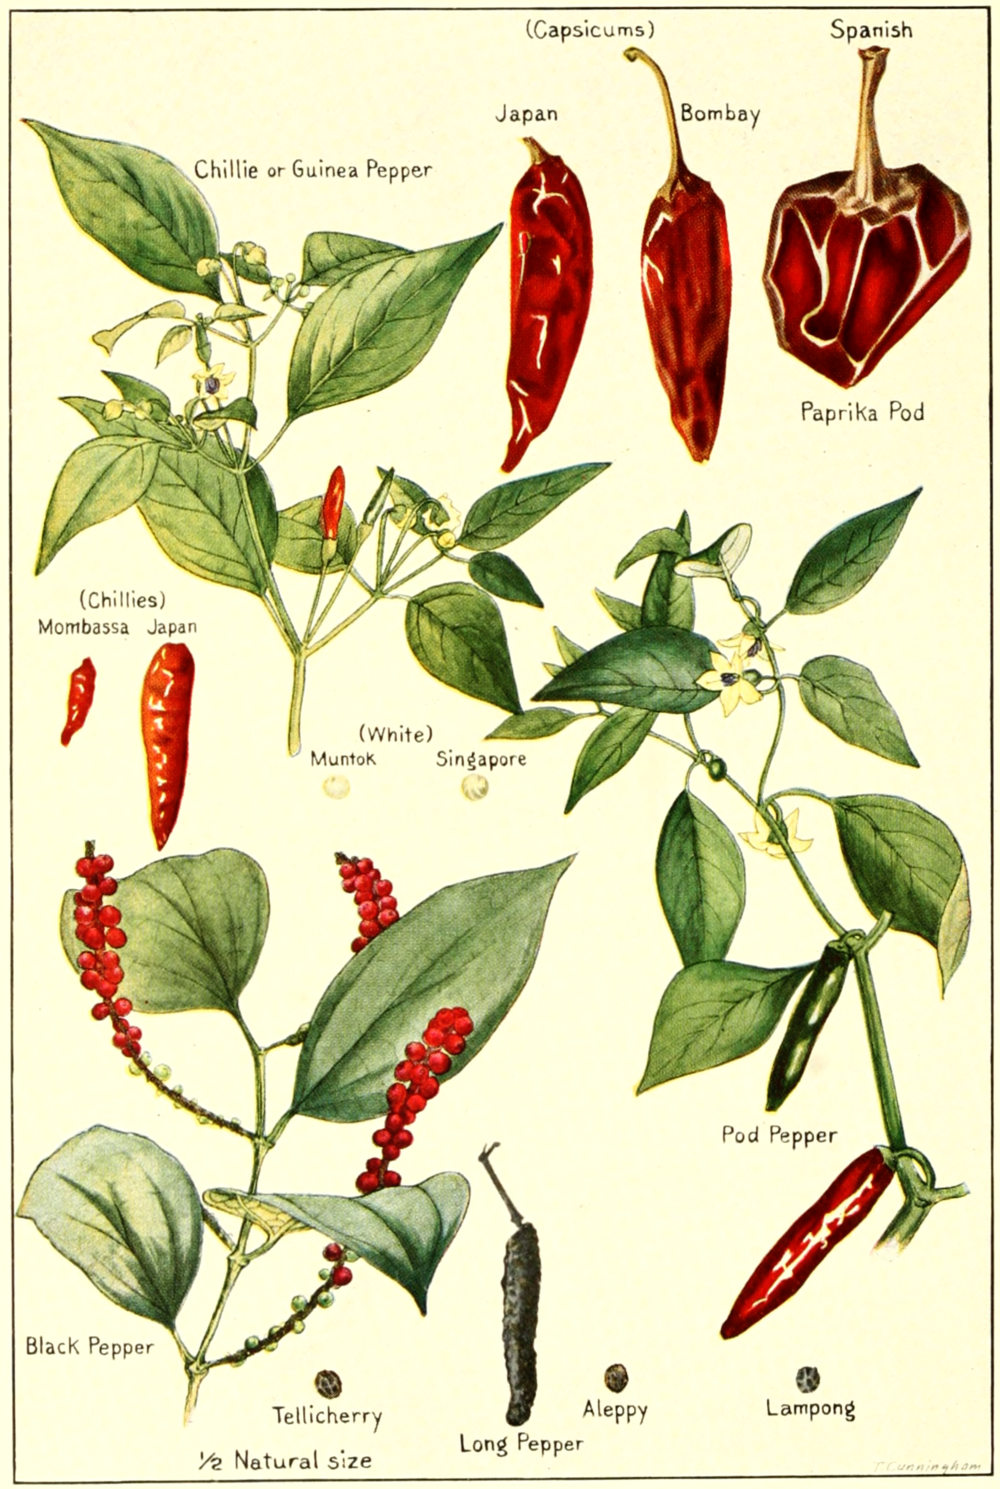 (Capsicums)
Spanish
Japan
Bombay
Chillie or Guinea Pepper
Paprika Pod
(Chillies)
Mombassa Japan
(White)
Muntok
Singapore
Pod Pepper
Black Pepper
Tellicherry
Aleppy
Lampong
Long Pepper
½ Natural size
Cunningham